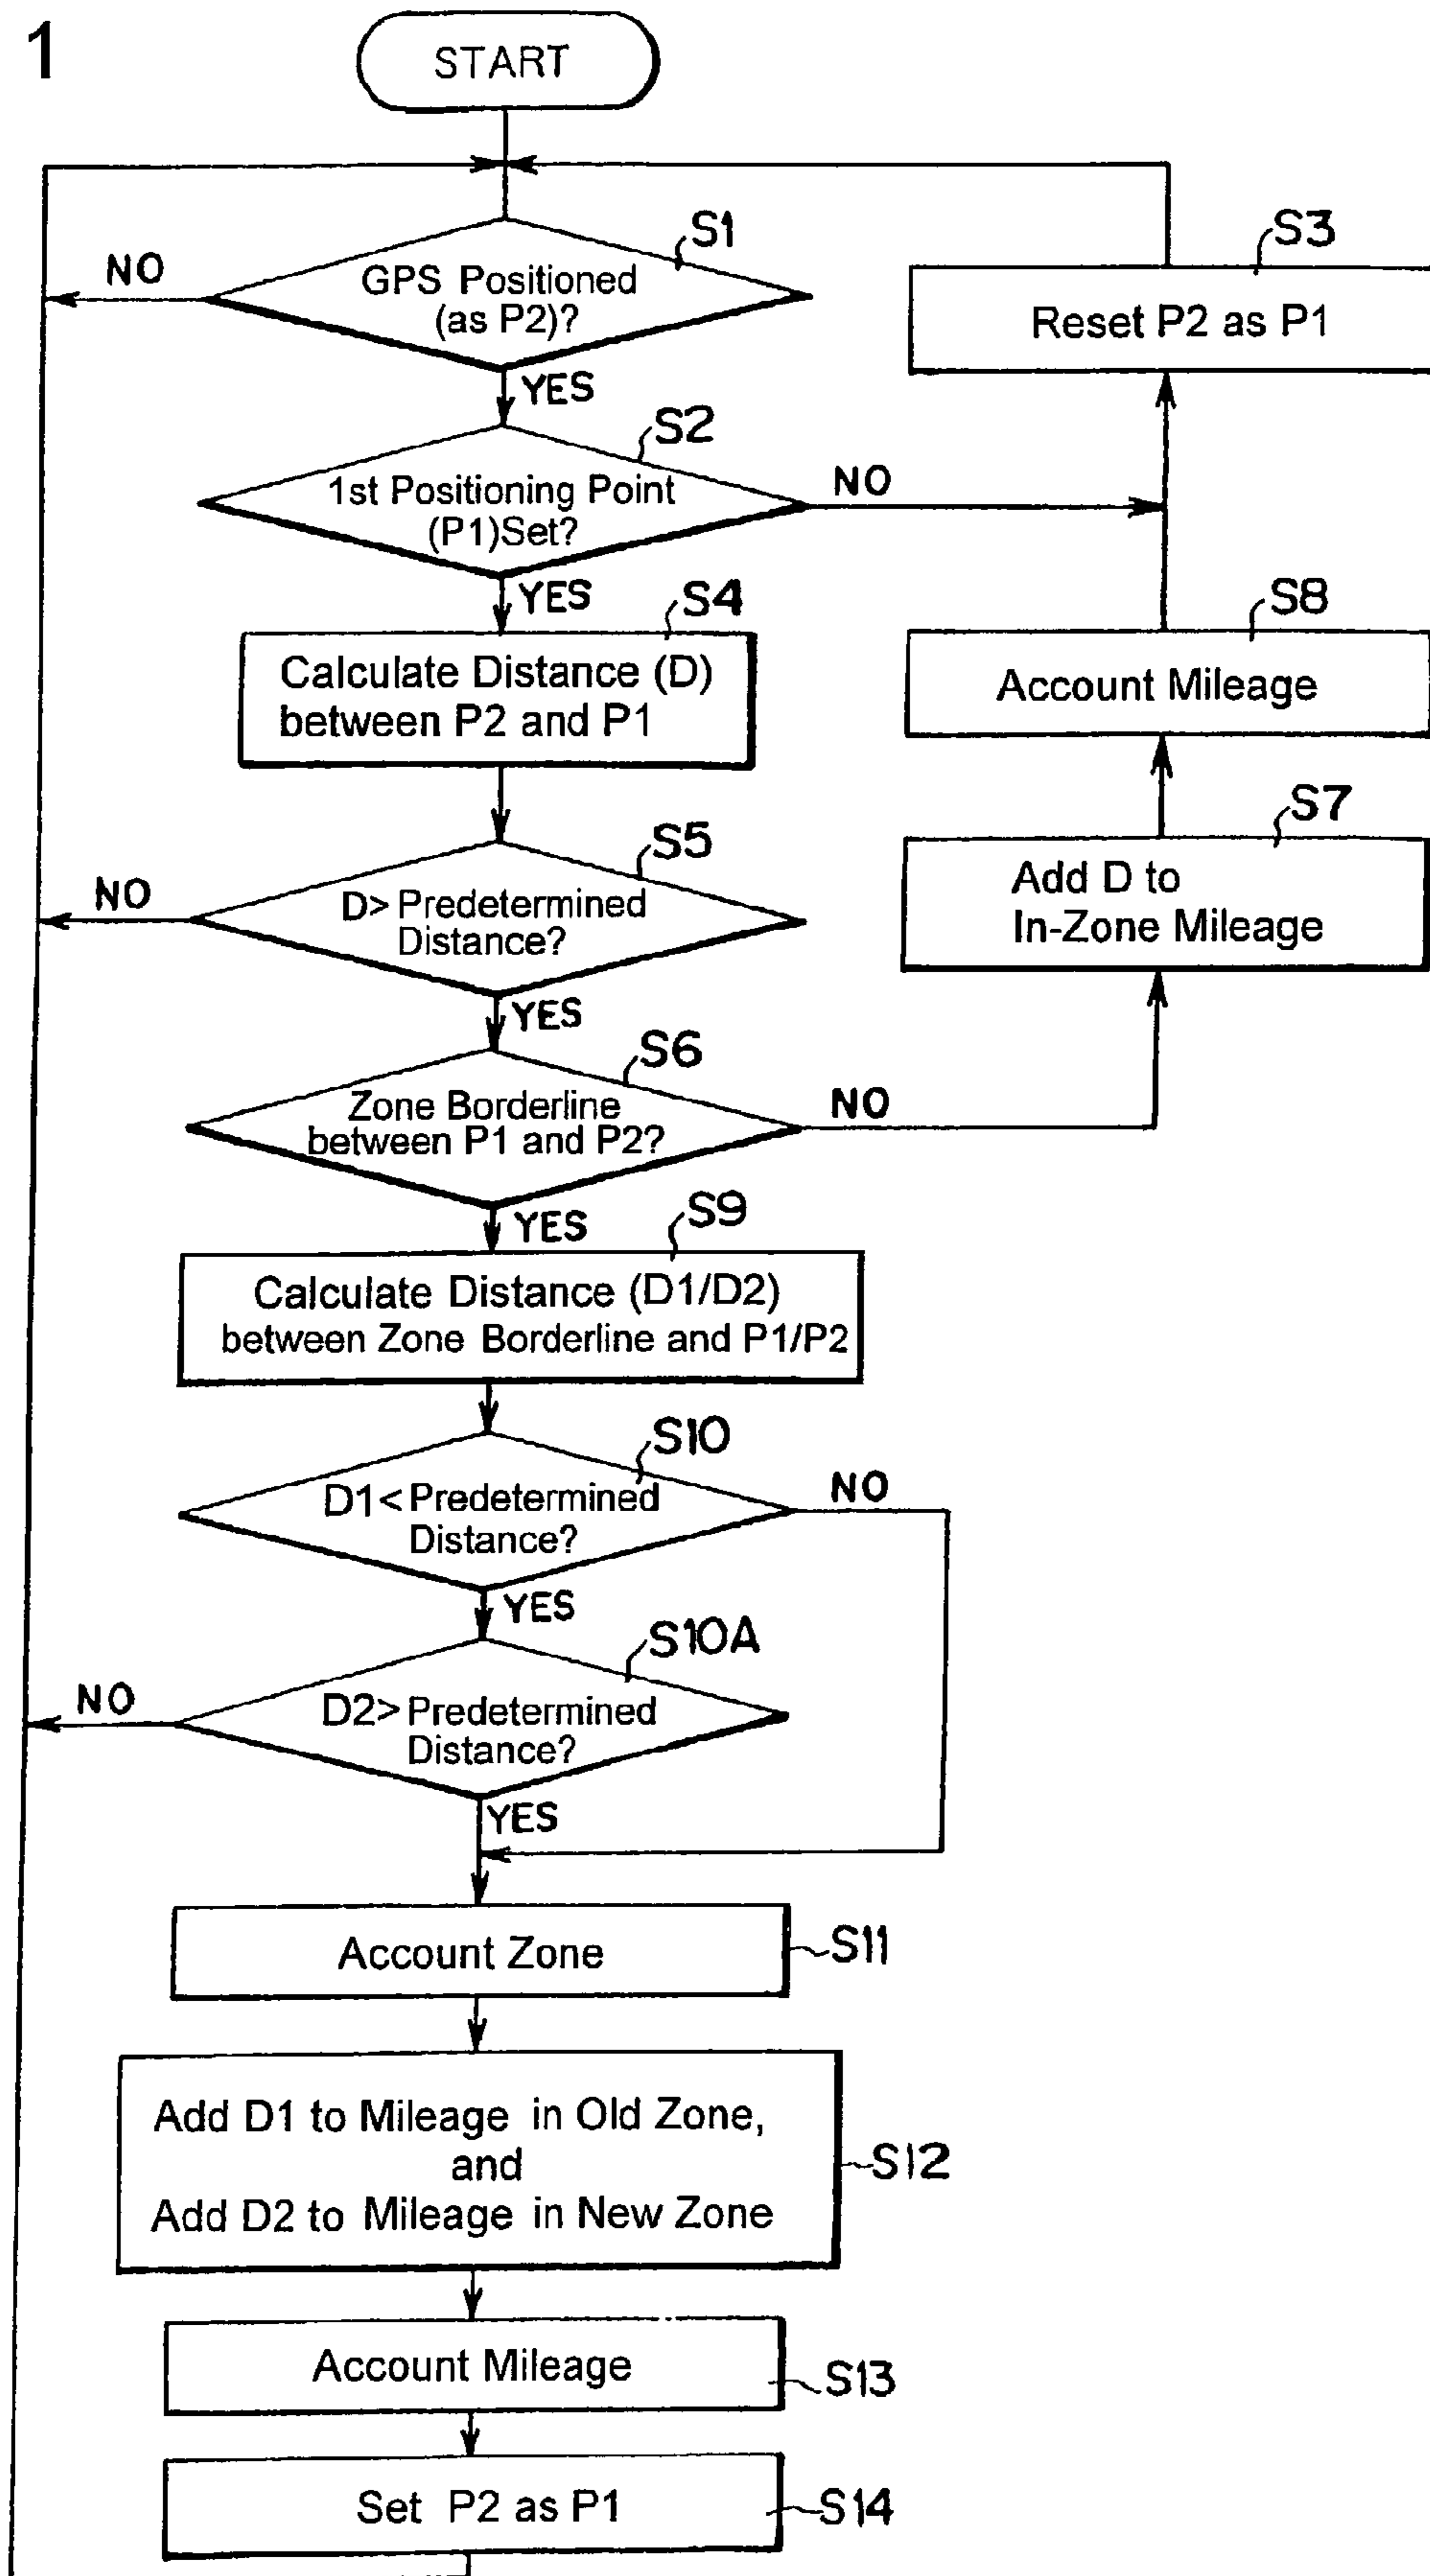 1
START
S1
GPS Positioned
(as P2)?
NO
YES
S3
Reset P2 as P1
S2
1st Positioning Point
(P1)Set?
NO
YES
S4
Calculate Distance (D)
between P2 and P1
S8
Account Mileage
S7
Add D to
In-Zone Mileage
S5
D> Predetermined
Distance?
NO
YES
S6
Zone Borderline
between P1 and P2?
NO
YES
S9
Calculate Distance (D1/D2)
between Zone Borderline and P1/P2
S10
D1< Predetermined
Distance?
NO
YES
S10A
D2> Predetermined
Distance?
NO
YES
Account Zone
S11
Add D1 to Mileage in Old Zone,
and
Add D2 to Mileage in New Zone
S12
Account Mileage
S13
Set P2 as P1
S14